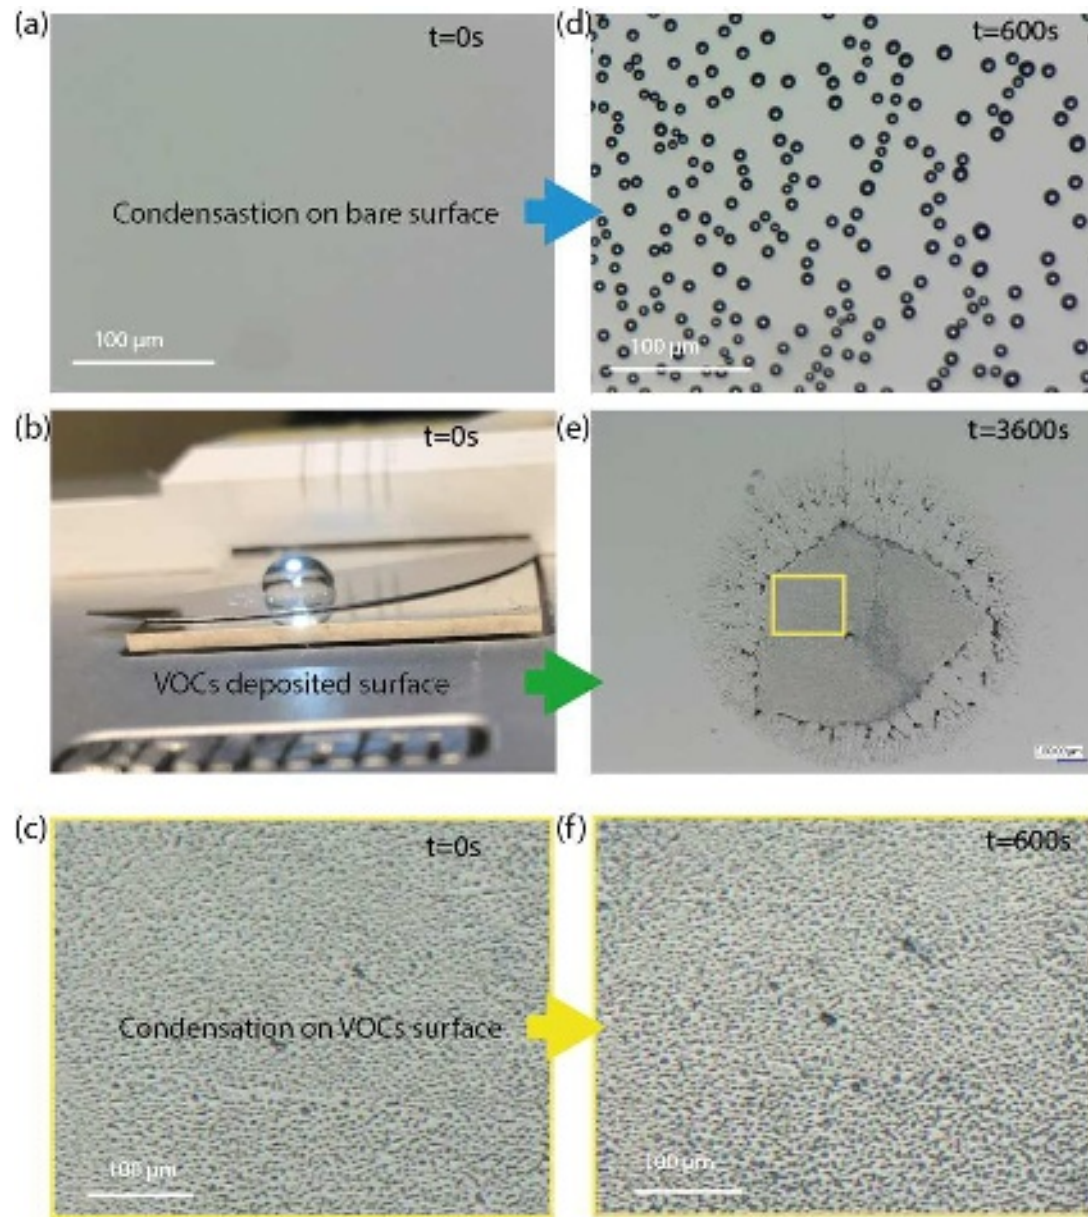 (a)
t=0s
Condensastion on bare surface
100 µm
(d)
t=600s
100 µm
(b)
t=0s
VOCs deposited surface
(e)
t=3600s
(c)
t=0s
Condensation on VOCs surface
100 µm
(f)
t=600s
100 µm